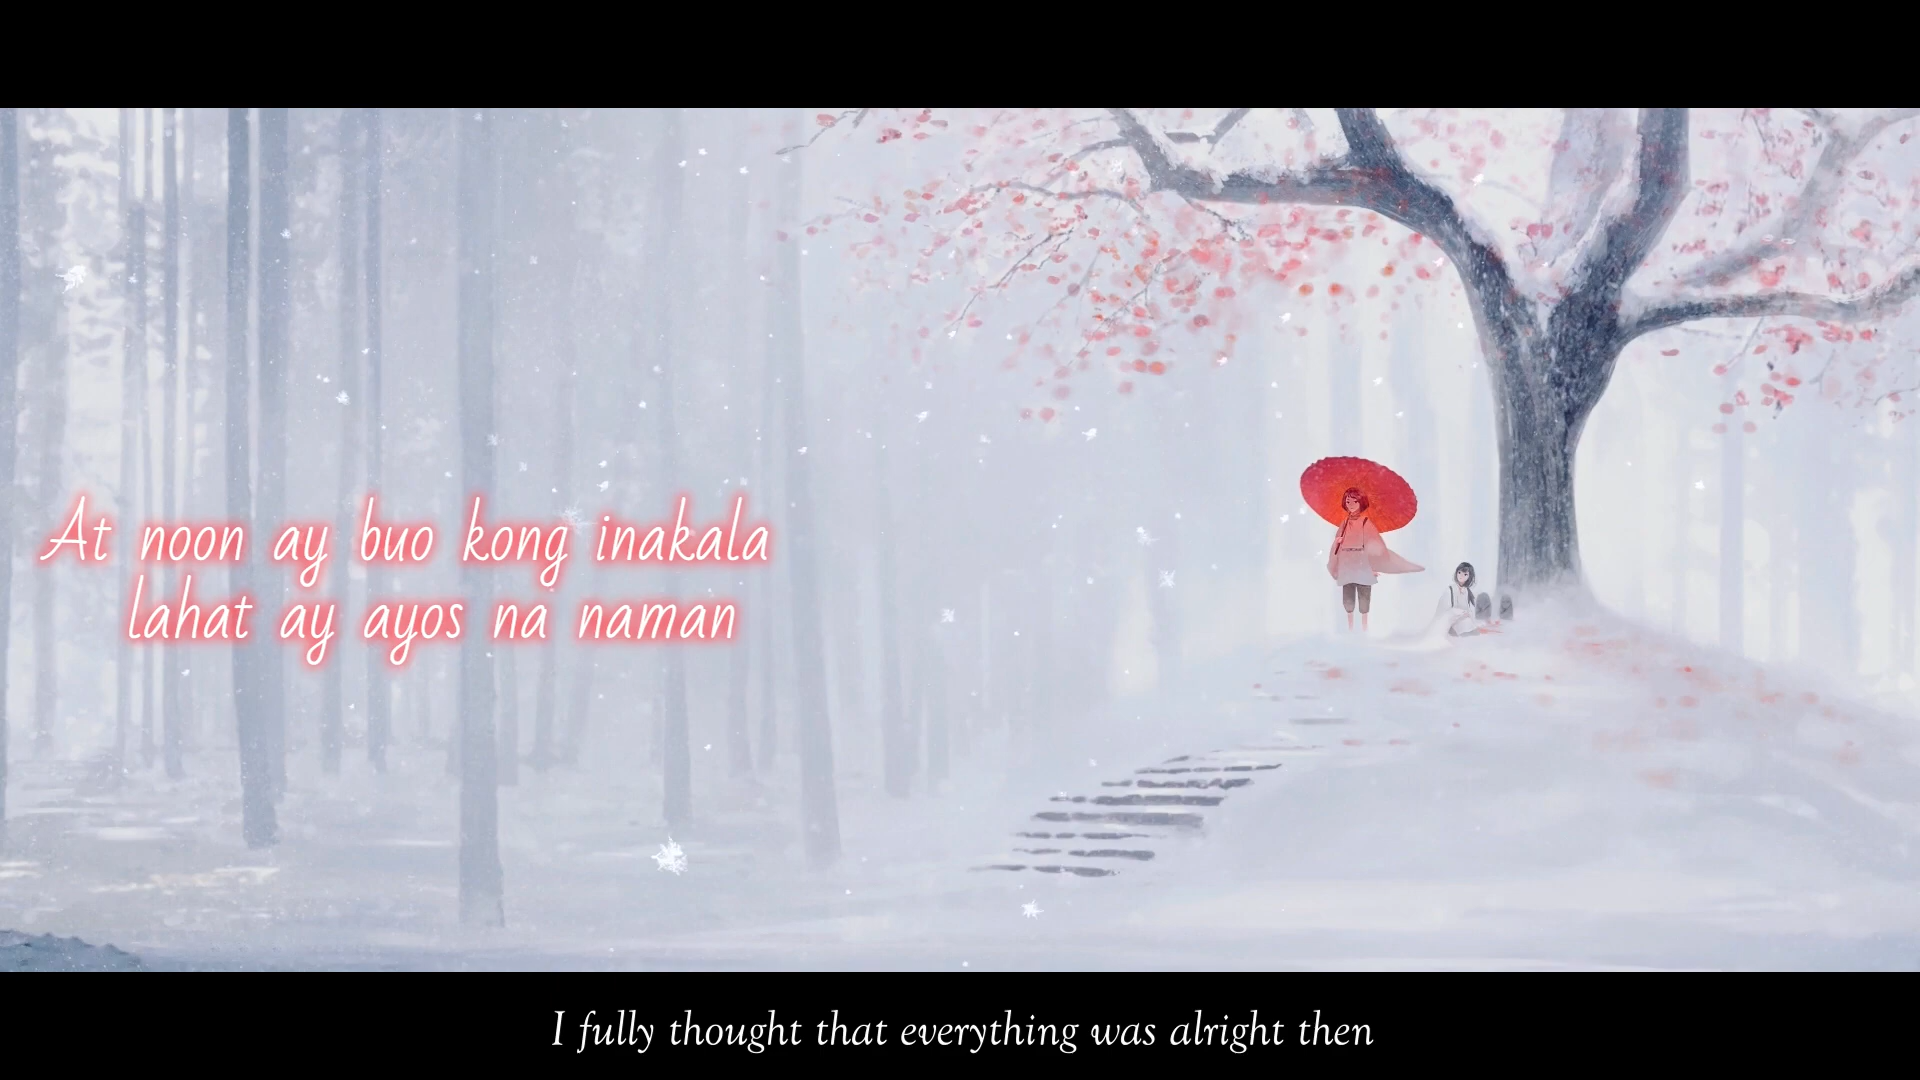 At noon ay buo kong inakala
lahat ay ayos na naman
I fully thought that everything was alright then